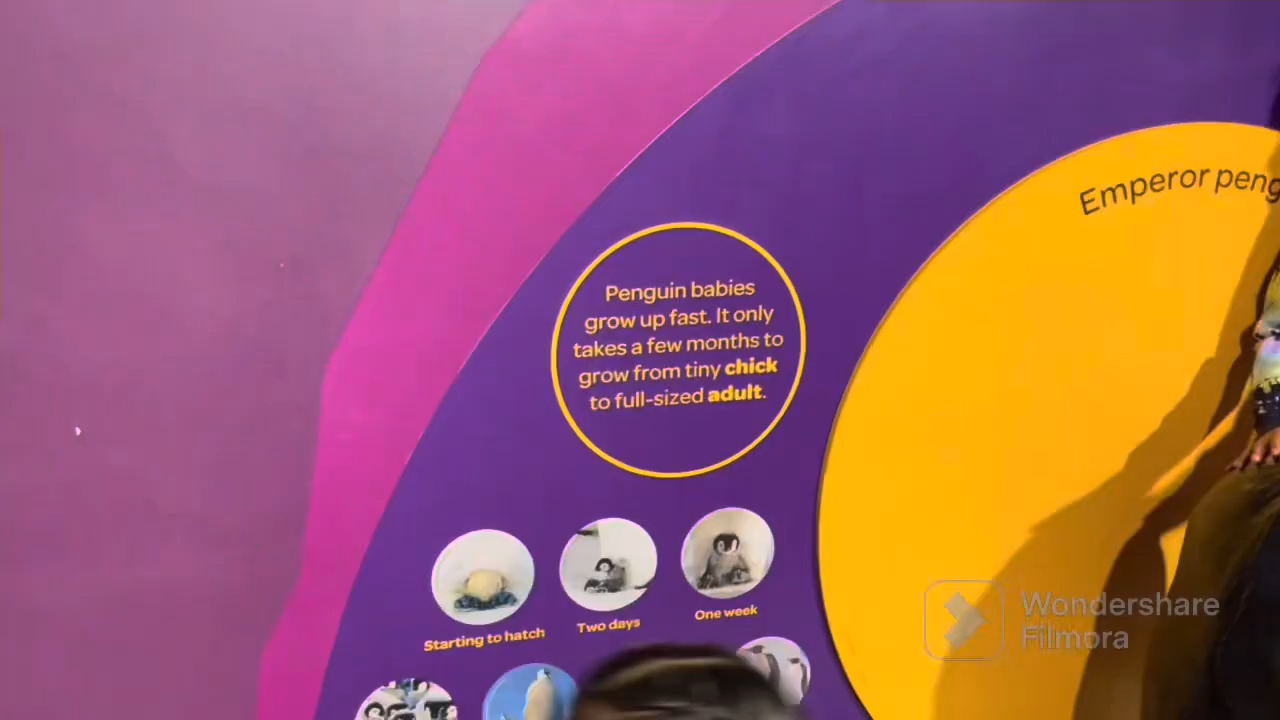 Emperor
Penguin babies
grow up fast. It only
takes a few months to
grow from tiny chick
to full-sized adult.
Starting to hatch
Two days
One week
Wondershare
Filmora